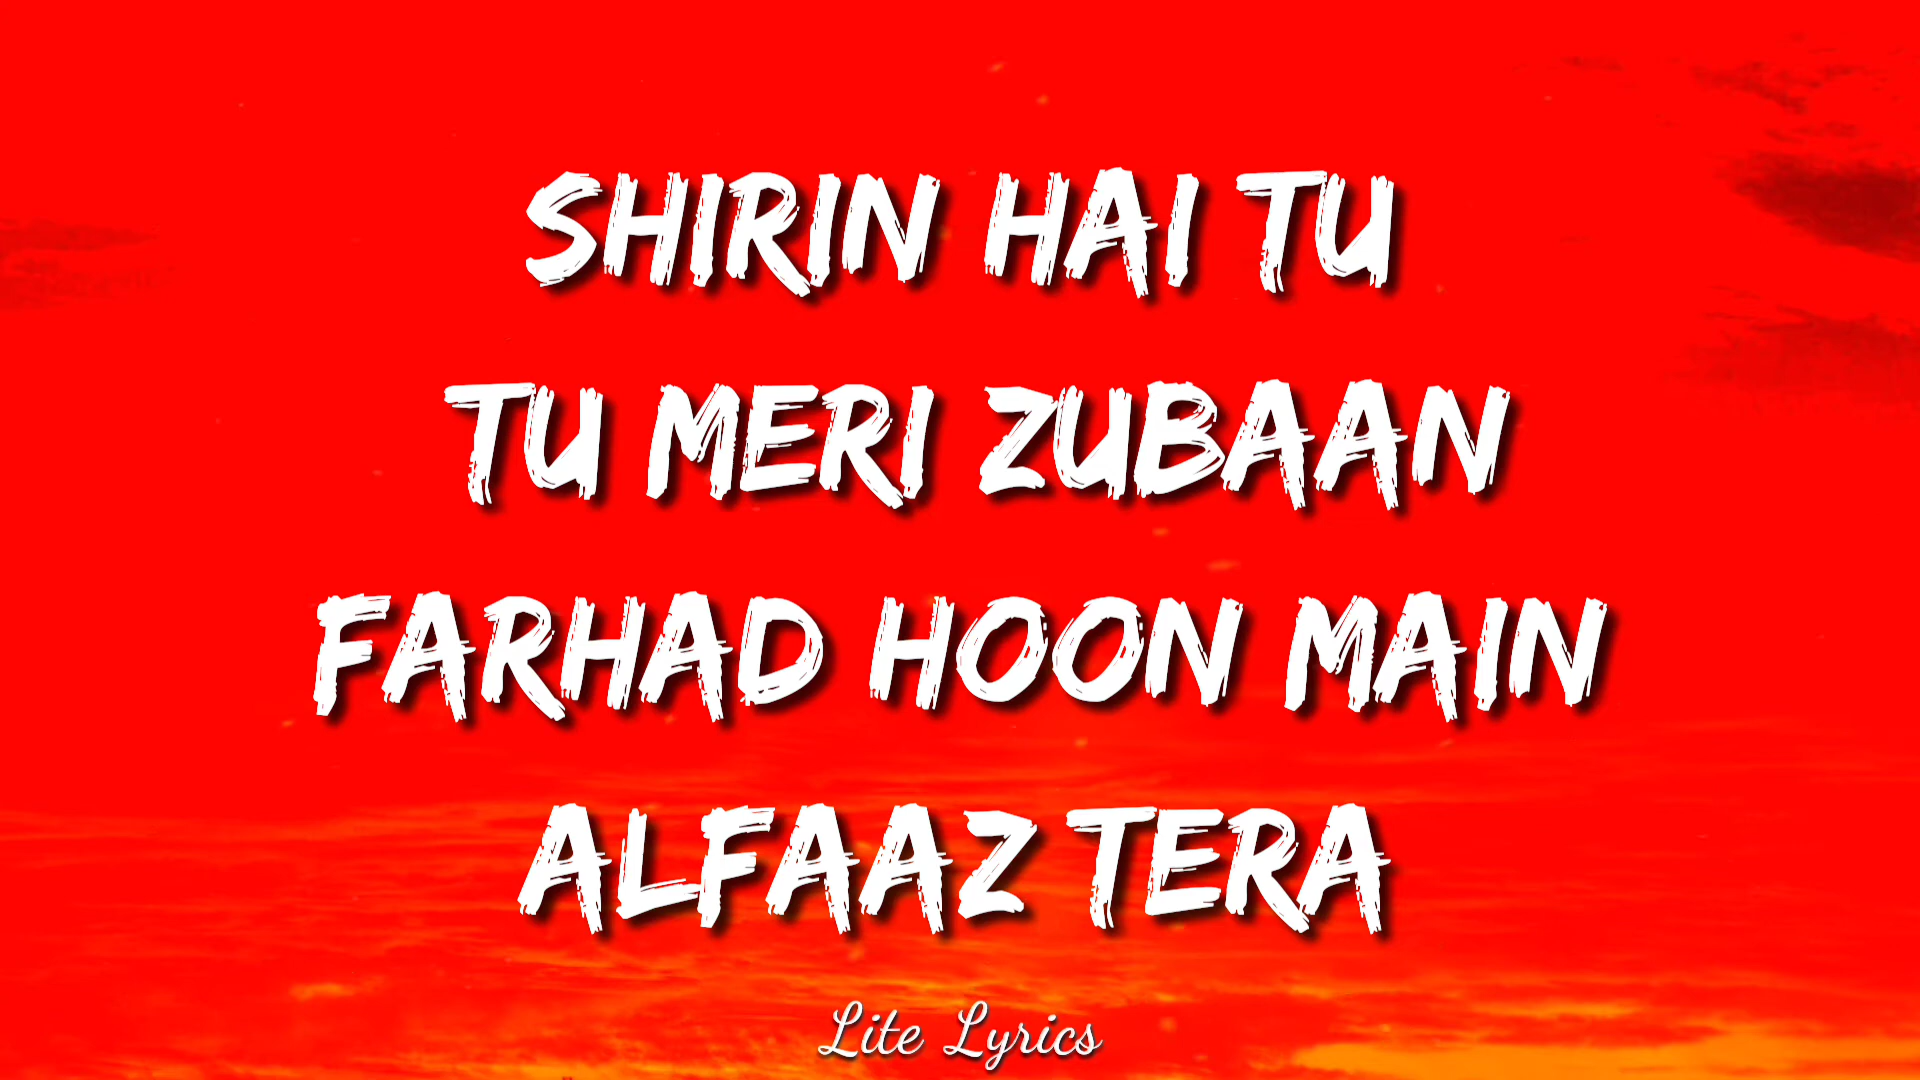 SHIRIN HAI TU
TU MERI ZUBAAN
FARHAD HOON MAIN
ALFAAZ TERA
Lite Lyrics